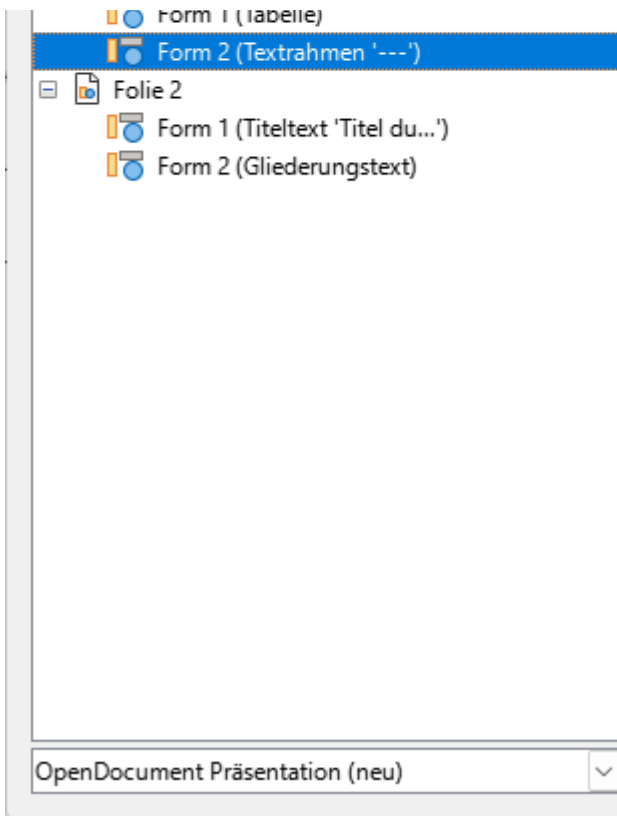 Form 1 (Tabelle)
Form 2 (Textrahmen '---')
Folie 2
Form 1 (Titeltext 'Titel du...')
Form 2 (Gliederungstext)
OpenDocument Präsentation (neu)